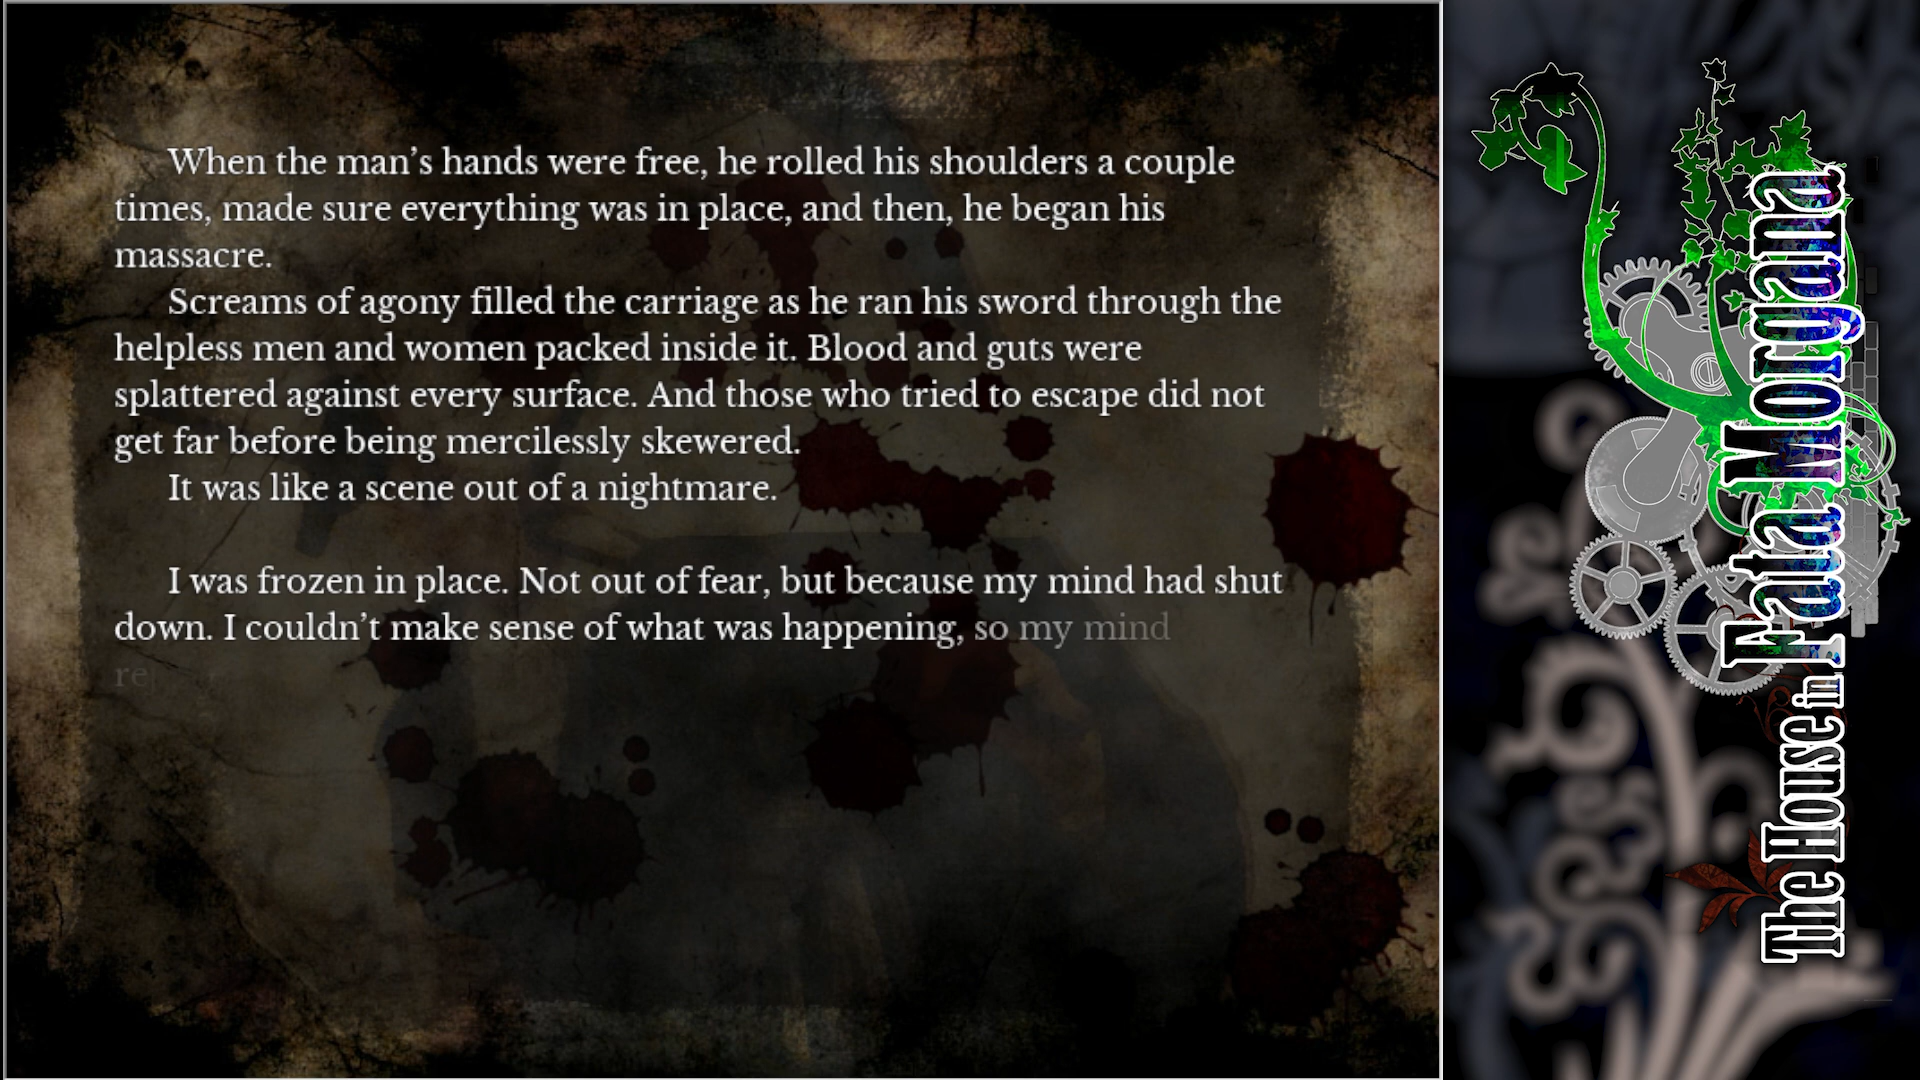 When the man’s hands were free, he rolled his shoulders a couple
times, made sure everything was in place, and then, he began his
massacre.
Screams of agony filled the carriage as he ran his sword through the
helpless men and women packed inside it. Blood and guts were
splattered against every surface. And those who tried to escape did not
get far before being mercilessly skewered.
It was like a scene out of a nightmare.
I was frozen in place. Not out of fear, but because my mind had shut
down. I couldn’t make sense of what was happening, so my mind
re
The House in Fata Morgana